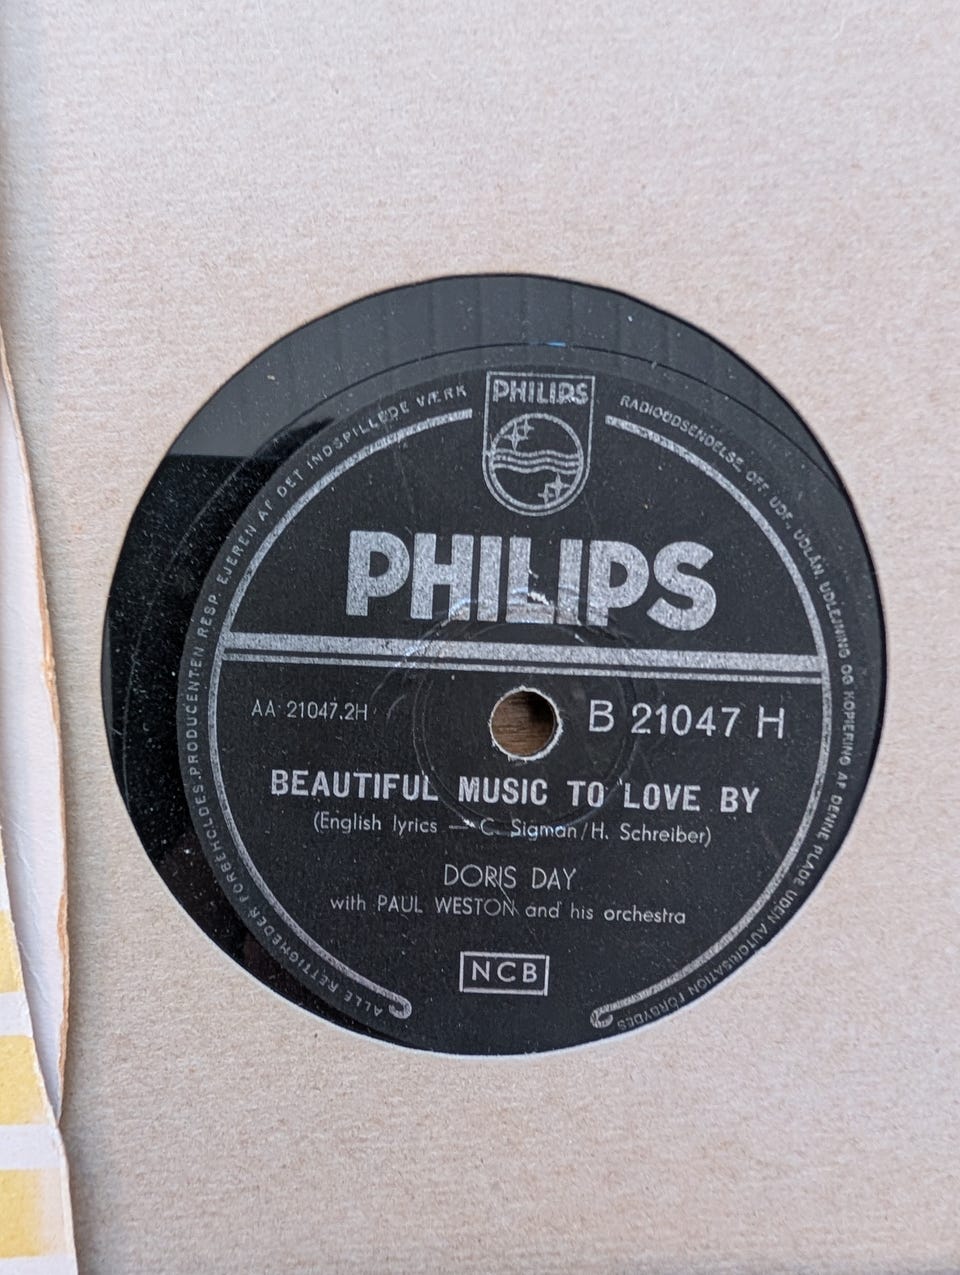 PHILIPS
ALLE RETTIGHEDER FORBEHOLDES. PRODUCENTEN RESP. EJEREN AF DET INDSPILLEDE VÆRK
RADIOUDSENDELSE OFF. UDF., UDLÅN, UDLEJNING OG KOPIERING AF DENNE PLADE UDEN AUTORISATION FORBYDES
PHILIPS
AA 21047.2H
B 21047 H
BEAUTIFUL MUSIC TO LOVE BY
(English lyrics — C. Sigman/H. Schreiber)
DORIS DAY
with PAUL WESTON and his orchestra
NCB